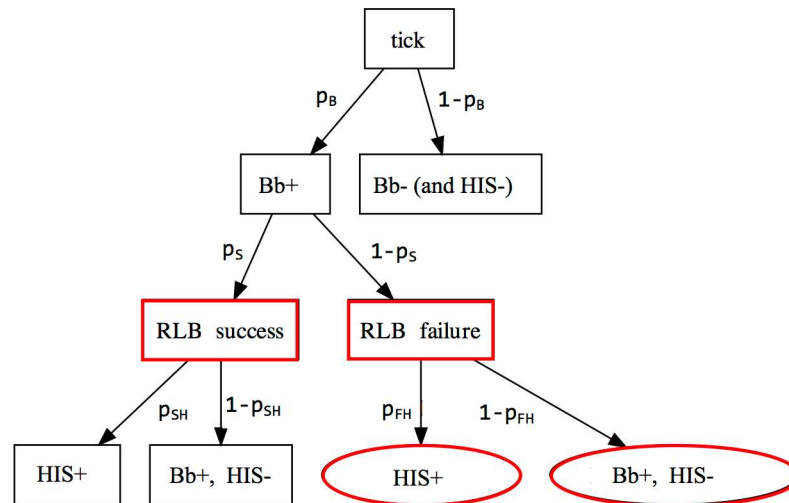 tick
pB
1-pB
Bb+
Bb- (and HIS-)
pS
1-pS
RLB success
RLB failure
pSH
1-pSH
pFH
1-pFH
HIS+
Bb+, HIS-
HIS+
Bb+, HIS-